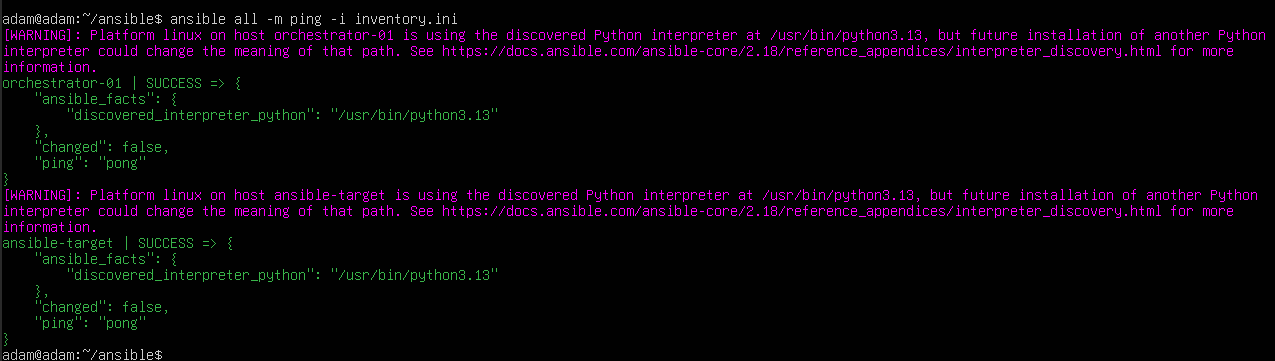 adam@adam:~/ansible$ ansible all -m ping -i inventory.ini
[WARNING]: Platform linux on host orchestrator-01 is using the discovered Python interpreter at /usr/bin/python3.13, but future installation of another Python
interpreter could change the meaning of that path. See https://docs.ansible.com/ansible-core/2.18/reference_appendices/interpreter_discovery.html for more
information.
orchestrator-01 | SUCCESS => {
    "ansible_facts": {
        "discovered_interpreter_python": "/usr/bin/python3.13"
    },
    "changed": false,
    "ping": "pong"
}
[WARNING]: Platform linux on host ansible-target is using the discovered Python interpreter at /usr/bin/python3.13, but future installation of another Python
interpreter could change the meaning of that path. See https://docs.ansible.com/ansible-core/2.18/reference_appendices/interpreter_discovery.html for more
information.
ansible-target | SUCCESS => {
    "ansible_facts": {
        "discovered_interpreter_python": "/usr/bin/python3.13"
    },
    "changed": false,
    "ping": "pong"
}
adam@adam:~/ansible$